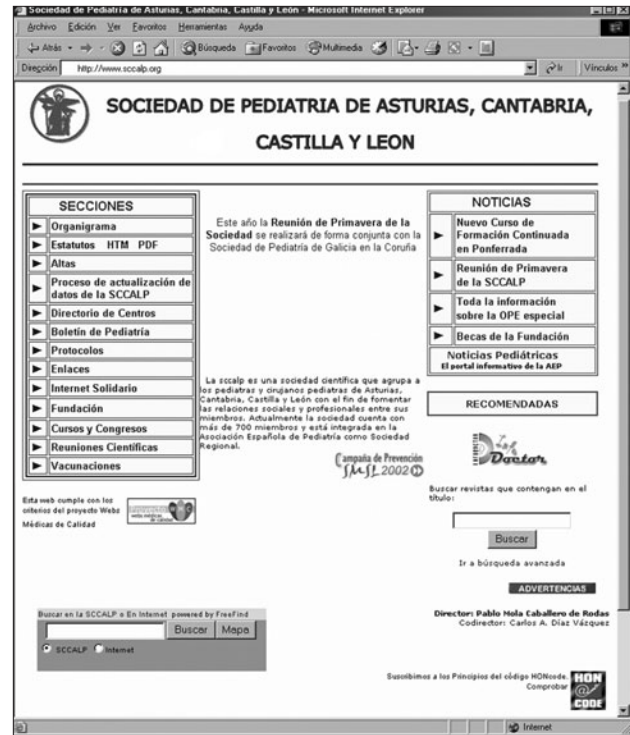 Sociedad de Pediatría de Asturias, Cantabria, Castilla y León - Microsoft Internet Explorer
Archivo Edición Ver Favoritos Herramientas Ayuda
Atrás Búsqueda Favoritos Multimedia
Dirección http://www.sccalp.org Ir Vínculos »
SOCIEDAD DE PEDIATRIA DE ASTURIAS, CANTABRIA,
CASTILLA Y LEON
SECCIONES
Organigrama
Estatutos HTM PDF
Altas
Proceso de actualización de
datos de la SCCALP
Directorio de Centros
Boletín de Pediatría
Protocolos
Enlaces
Internet Solidario
Fundación
Cursos y Congresos
Reuniones Científicas
Vacunaciones
Esta web cumple con los
criterios del proyecto Webs
Médicas de Calidad
webs médicas
de calidad
Este año la Reunión de Primavera de la
Sociedad se realizará de forma conjunta con la
Sociedad de Pediatría de Galicia en la Coruña
La sccalp es una sociedad científica que agrupa a
los pediatras y cirujanos pediatras de Asturias,
Cantabria, Castilla y León con el fin de fomentar
las relaciones sociales y profesionales entre sus
miembros. Actualmente la sociedad cuenta con
más de 700 miembros y está integrada en la
Asociación Española de Pediatría como Sociedad
Regional.
Campaña de Prevención
SMSL 2002
NOTICIAS
Nuevo Curso de
Formación Continuada
en Ponferrada
Reunión de Primavera
de la SCCALP
Toda la información
sobre la OPE especial
Becas de la Fundación
Noticias Pediátricas
El portal informativo de la AEP
RECOMENDADAS
Doctor
Buscar revistas que contengan en el
título:
Buscar
Ir a búsqueda avanzada
ADVERTENCIAS
Buscar en la SCCALP o En Internet powered by FreeFind
Buscar Mapa
SCCALP Internet
Director: Pablo Mola Caballero de Rodas
Codirector: Carlos A. Díaz Vázquez
Suscribimos a los Principios del código HONcode.
Comprobar
HON
@
CODE
Internet